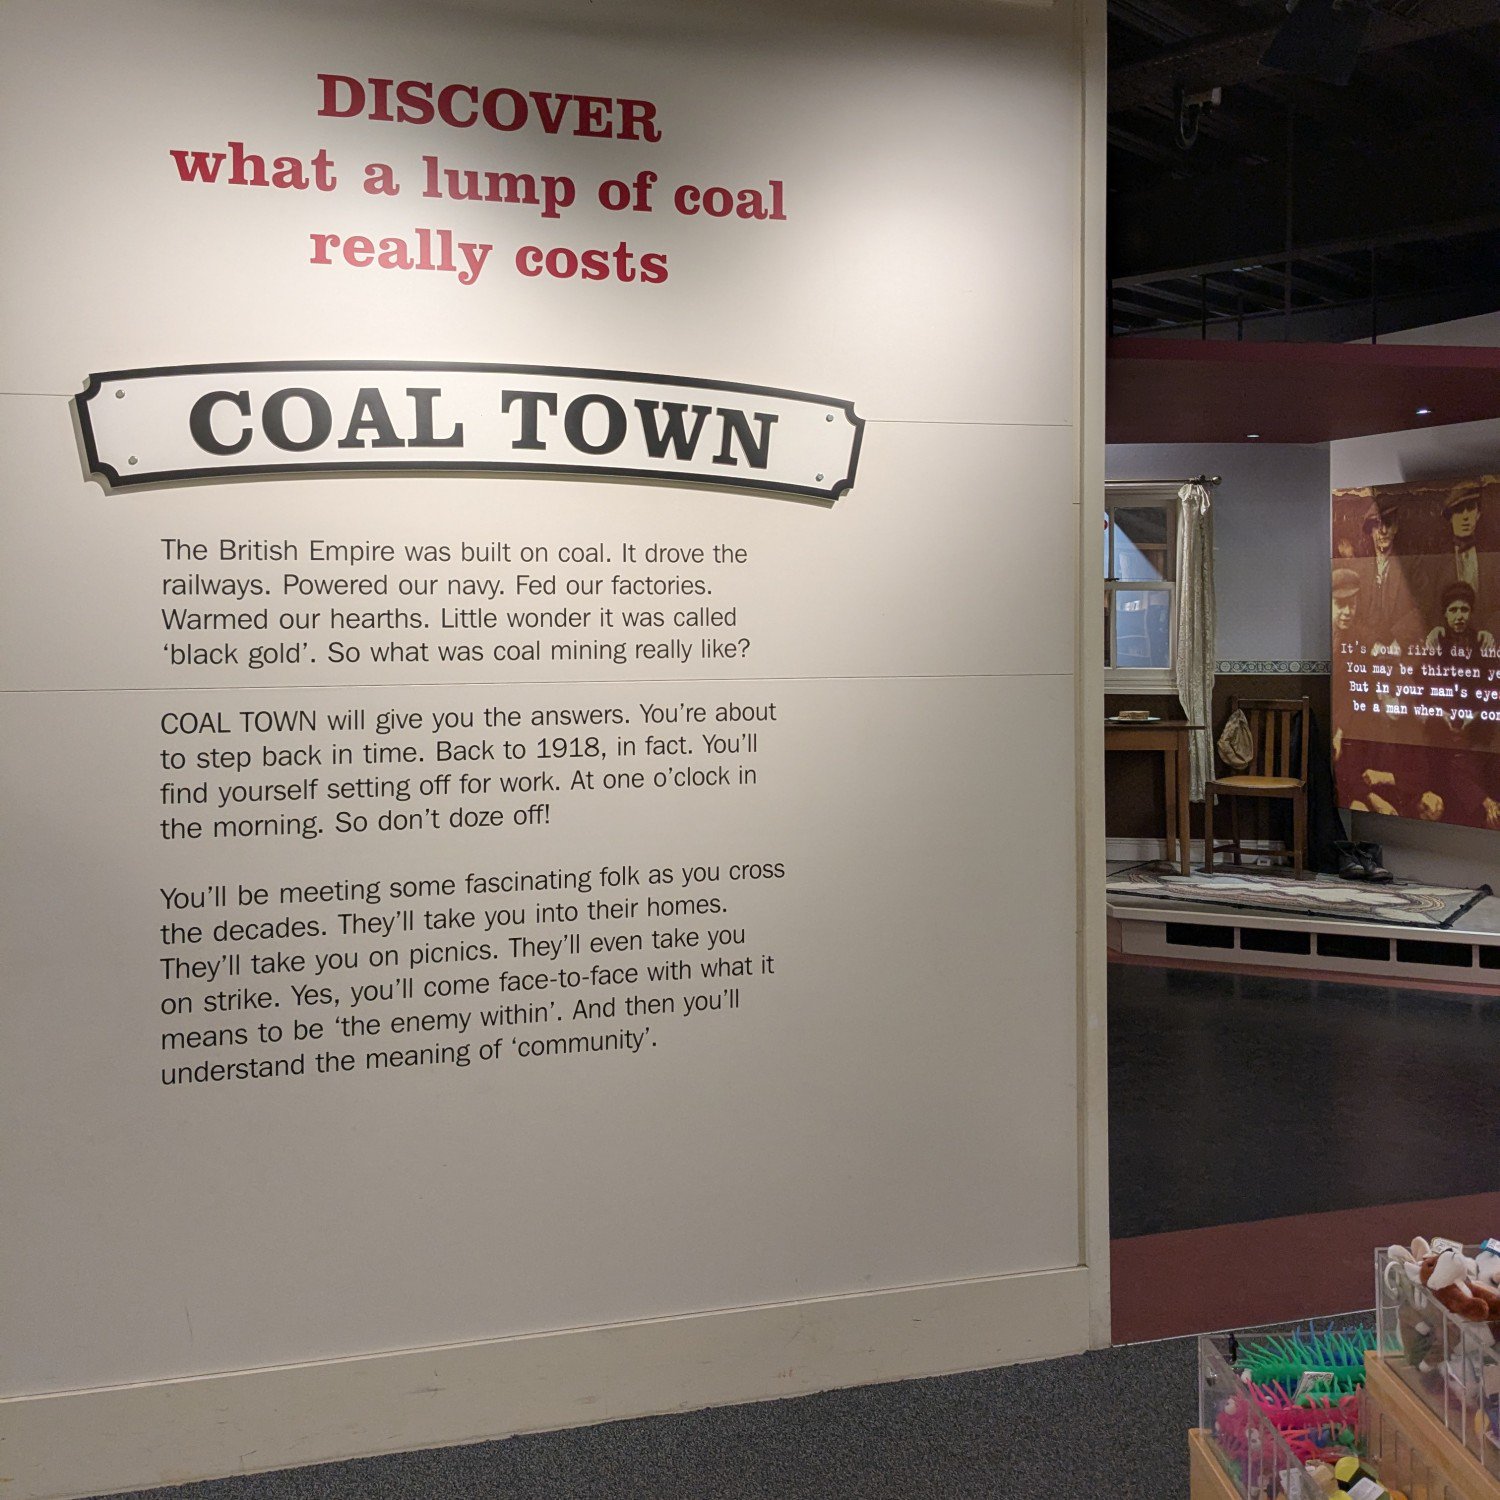 DISCOVER
what a lump of coal
really costs
COAL TOWN
The British Empire was built on coal. It drove the
railways. Powered our navy. Fed our factories.
Warmed our hearths. Little wonder it was called
‘black gold’. So what was coal mining really like?
COAL TOWN will give you the answers. You’re about
to step back in time. Back to 1918, in fact. You’ll
find yourself setting off for work. At one o’clock in
the morning. So don’t doze off!
You’ll be meeting some fascinating folk as you cross
the decades. They’ll take you into their homes.
They’ll take you on picnics. They’ll even take you
on strike. Yes, you’ll come face-to-face with what it
means to be ‘the enemy within’. And then you’ll
understand the meaning of ‘community’.
It's your first day
You may be thirteen
But in your mam's
be a man when you